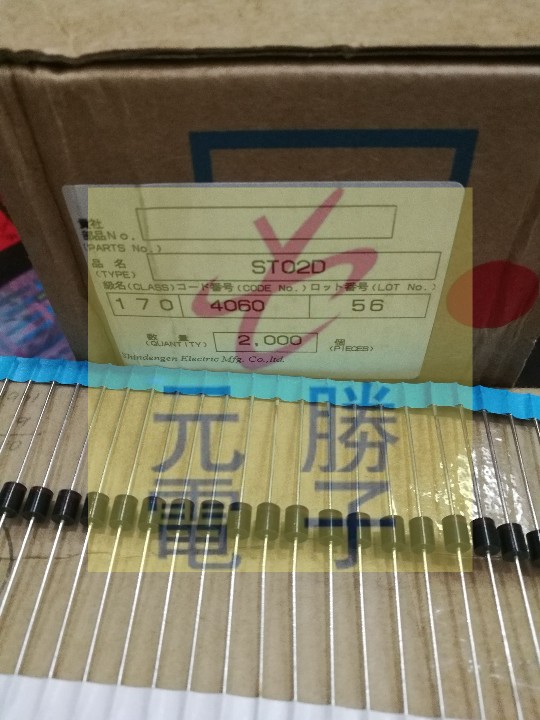 貴社
部品No.
(PARTS No.)
品名
(TYPE)
ST02D
級名(CLASS)コード番号(CODE No.)ロット番号(LOT No.)
170 4060 56
数量
(QUANTITY)
2,000
個
(PIECES)
Shindengen Electric Mfg. Co.,ltd.
元勝
電子